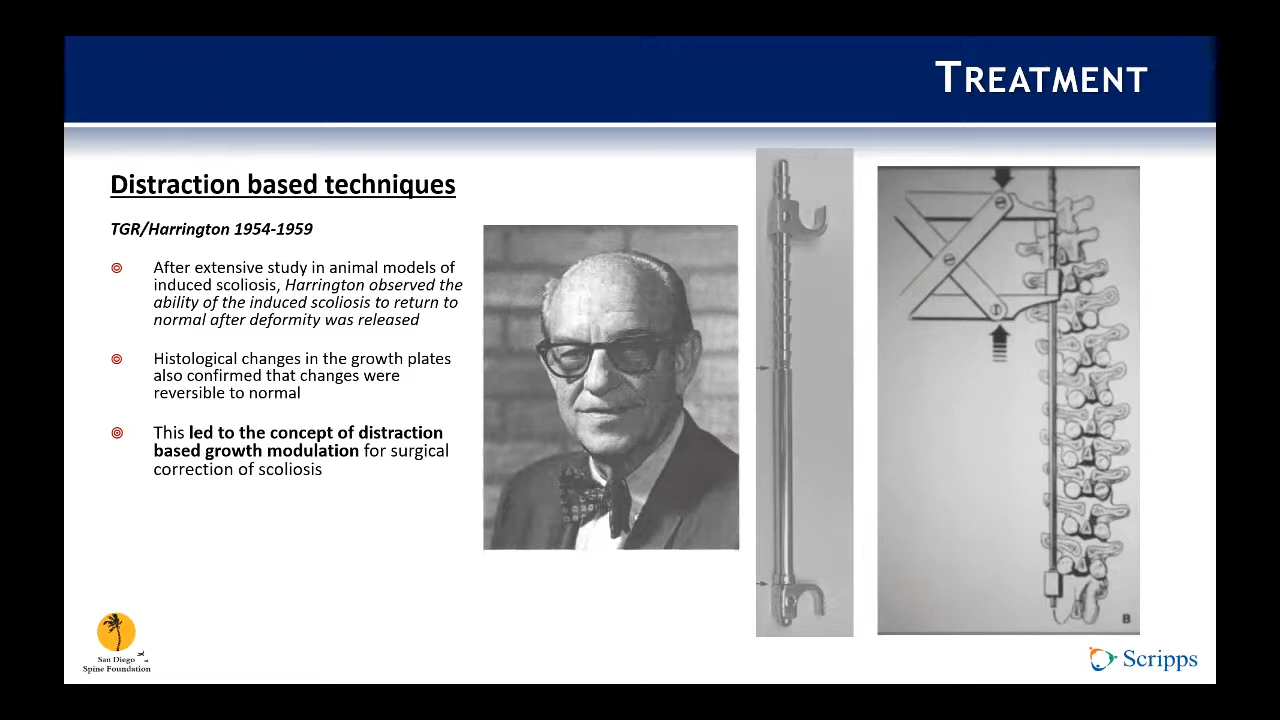 TREATMENT
Distraction based techniques
TGR/Harrington 1954-1959
After extensive study in animal models of
induced scoliosis, Harrington observed the
ability of the induced scoliosis to return to
normal after deformity was released
Histological changes in the growth plates
also confirmed that changes were
reversible to normal
This led to the concept of distraction
based growth modulation for surgical
correction of scoliosis
B
San Diego
Spine Foundation
Scripps